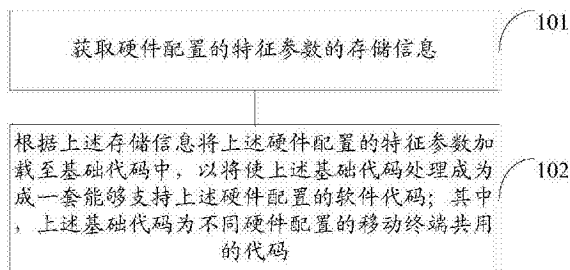 101
获取硬件配置的特征参数的存储信息
根据上述存储信息将上述硬件配置的特征参数加
载至基础代码中，以将使上述基础代码处理成为
成一套能够支持上述硬件配置的软件代码；其中
，上述基础代码为不同硬件配置的移动终端共用
的代码
102